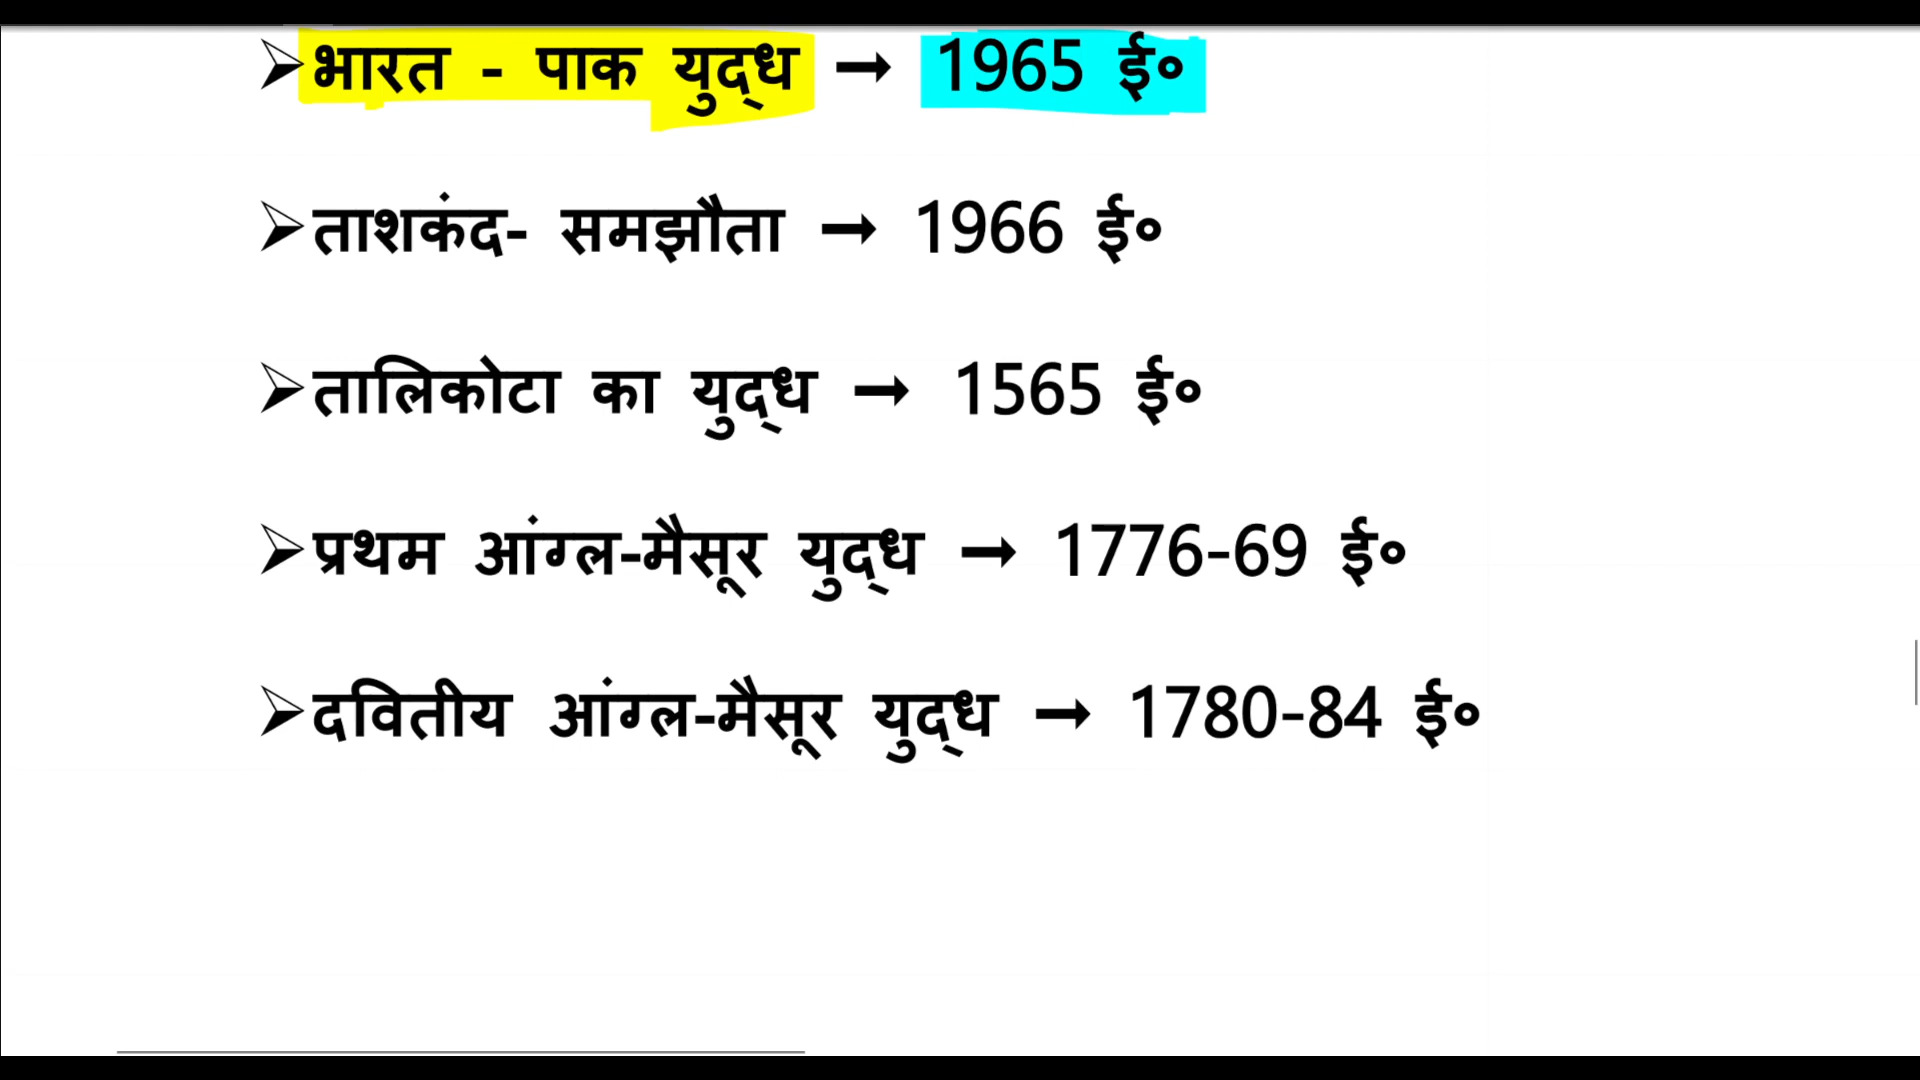 ➢भारत - पाक युद्ध → 1965 ई०
➢ताशकंद- समझौता → 1966 ई०
➢तालिकोटा का युद्ध → 1565 ई०
➢प्रथम आंग्ल-मैसूर युद्ध → 1776-69 ई०
➢दवितीय आंग्ल-मैसूर युद्ध → 1780-84 ई०